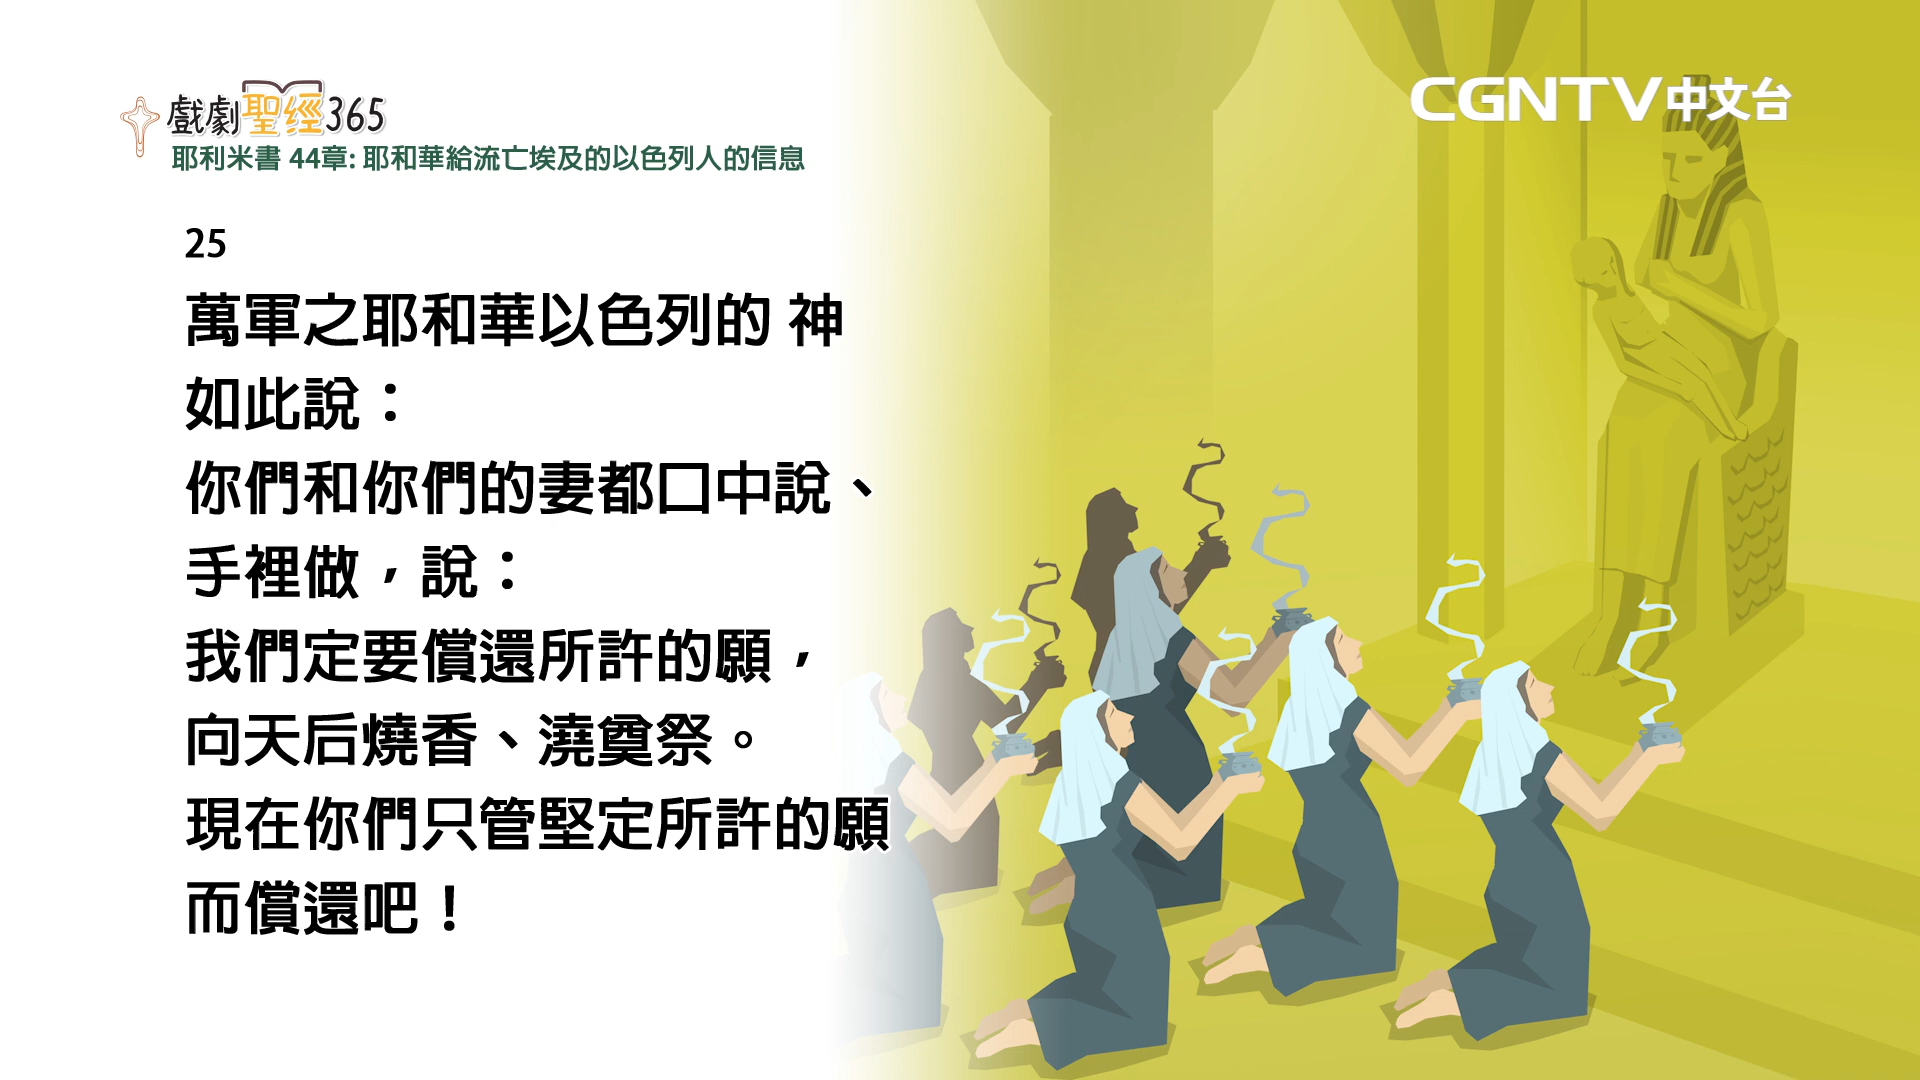 戲劇聖經365
CGNTV中文台
耶利米書 44章: 耶和華給流亡埃及的以色列人的信息
25
萬軍之耶和華以色列的 神
如此說：
你們和你們的妻都口中說、
手裡做，說：
我們定要償還所許的願，
向天后燒香、澆奠祭。
現在你們只管堅定所許的願
而償還吧！